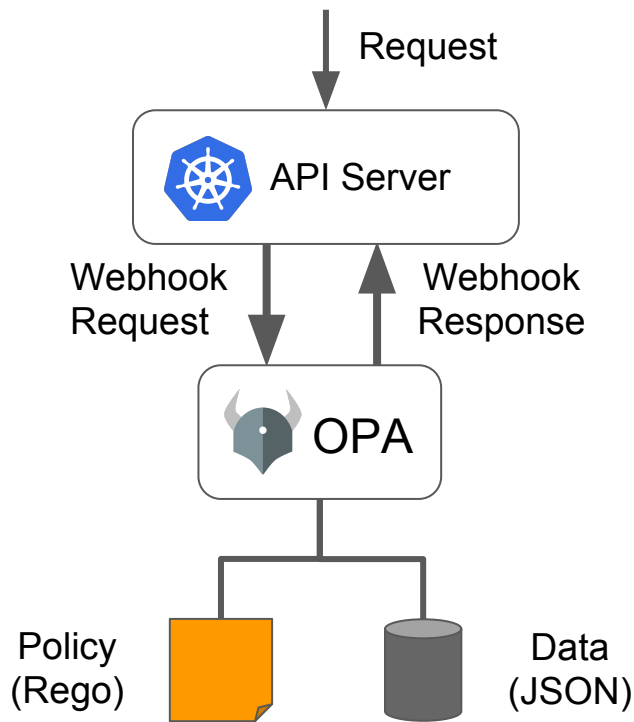 Request
API Server
Webhook
Request
Webhook
Response
OPA
Policy
(Rego)
Data
(JSON)